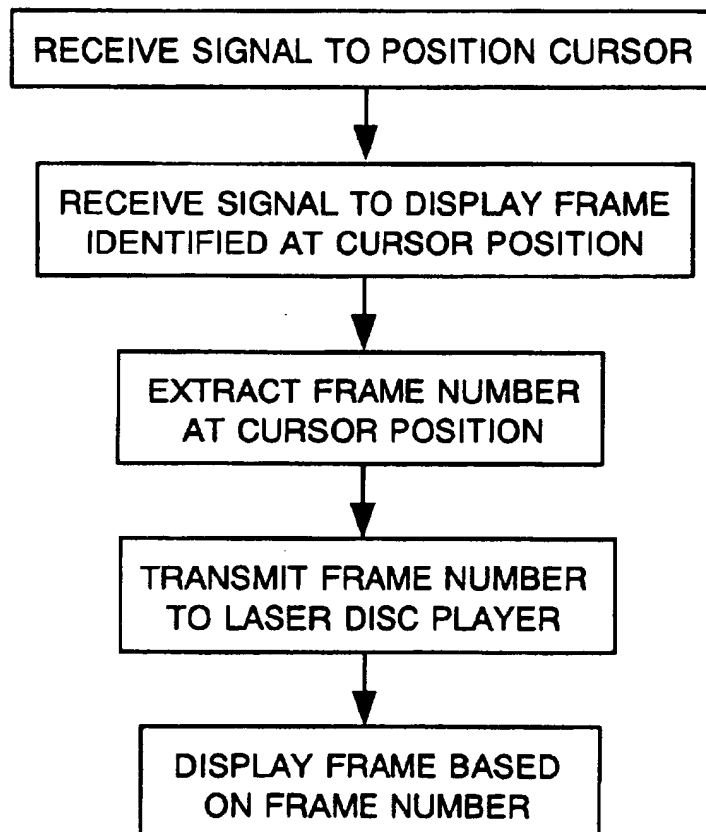 RECEIVE SIGNAL TO POSITION CURSOR
RECEIVE SIGNAL TO DISPLAY FRAME
IDENTIFIED AT CURSOR POSITION
EXTRACT FRAME NUMBER
AT CURSOR POSITION
TRANSMIT FRAME NUMBER
TO LASER DISC PLAYER
DISPLAY FRAME BASED
ON FRAME NUMBER